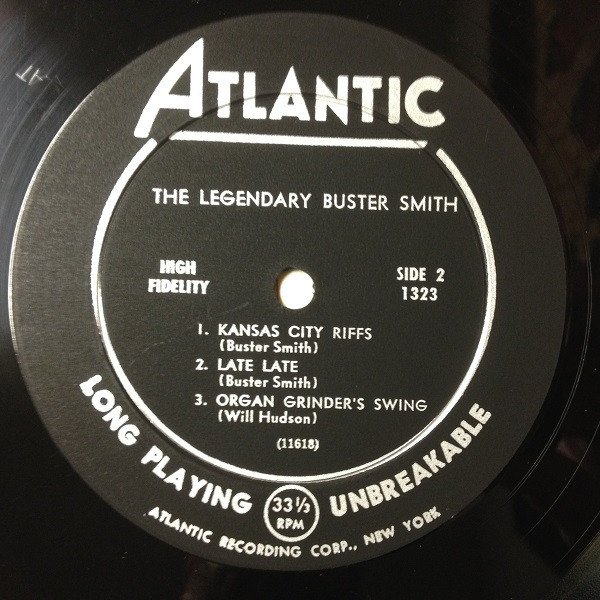 ATLANTIC
THE LEGENDARY BUSTER SMITH
HIGH
FIDELITY
SIDE 2
1323
1. KANSAS CITY RIFFS
(Buster Smith)
2. LATE LATE
(Buster Smith)
3. ORGAN GRINDER'S SWING
(Will Hudson)
(11618)
LONG PLAYING
33⅓
RPM
UNBREAKABLE
ATLANTIC RECORDING CORP., NEW YORK